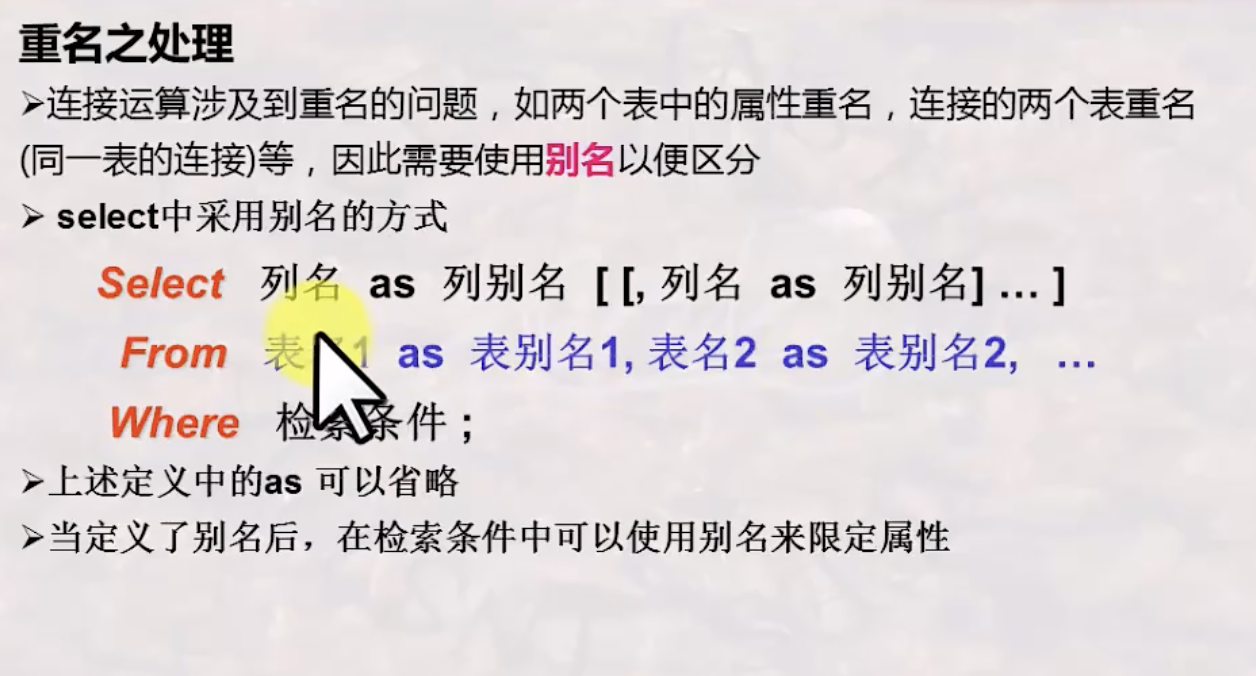 重名之处理
➢连接运算涉及到重名的问题，如两个表中的属性重名，连接的两个表重名
(同一表的连接)等，因此需要使用别名以便区分
➢ select中采用别名的方式
Select 列名 as 列别名 [ [, 列名 as 列别名] … ]
From 表名1 as 表别名1, 表名2 as 表别名2, …
Where 检索条件 ;
➢上述定义中的as 可以省略
➢当定义了别名后，在检索条件中可以使用别名来限定属性